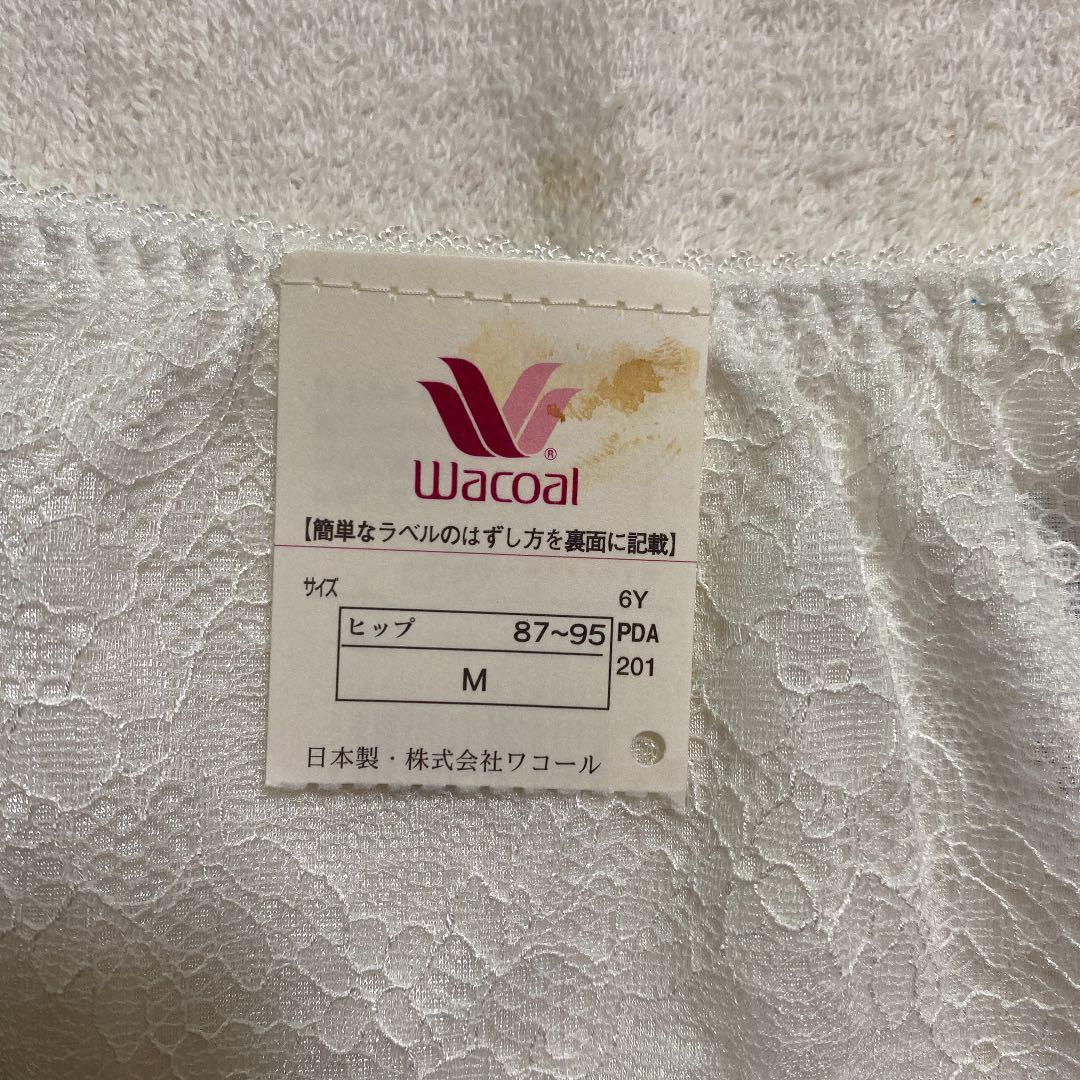 ®
Wacoal
【簡単なラベルのはずし方を裏面に記載】
サイズ
6Y
ヒップ 87~95 PDA
M 201
日本製・株式会社ワコール